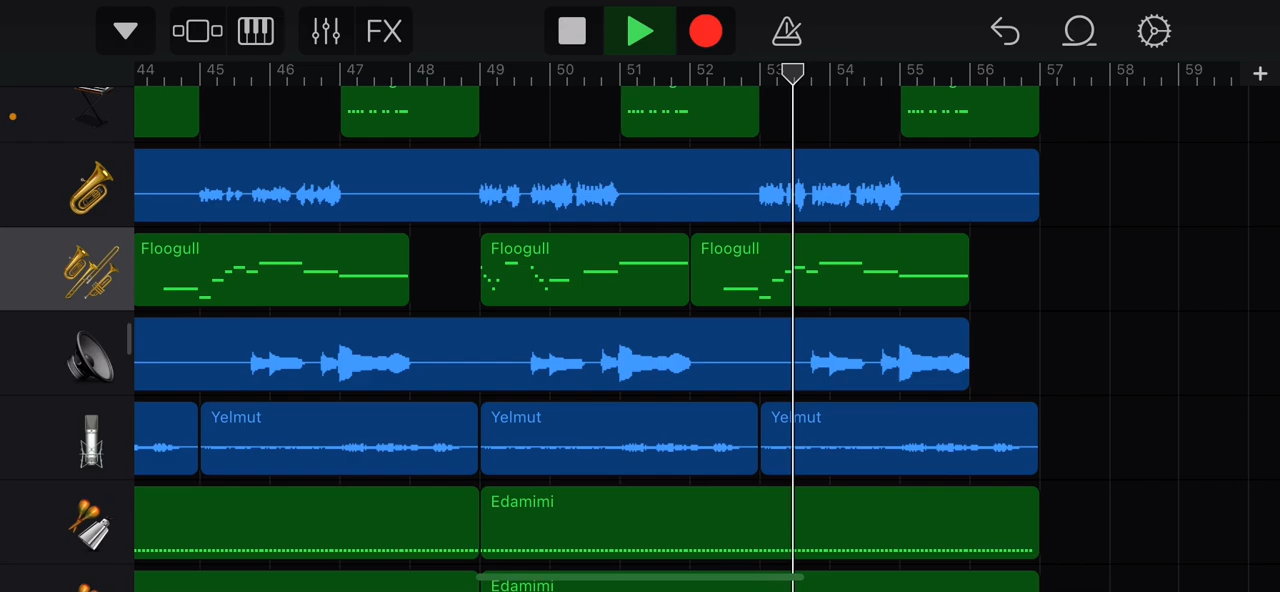 FX
44 45 46 47 48 49 50 51 52 53 54 55 56 57 58 59
Floogull Floogull Floogull
Yelmut Yelmut Yelmut
Edamimi
Edamimi